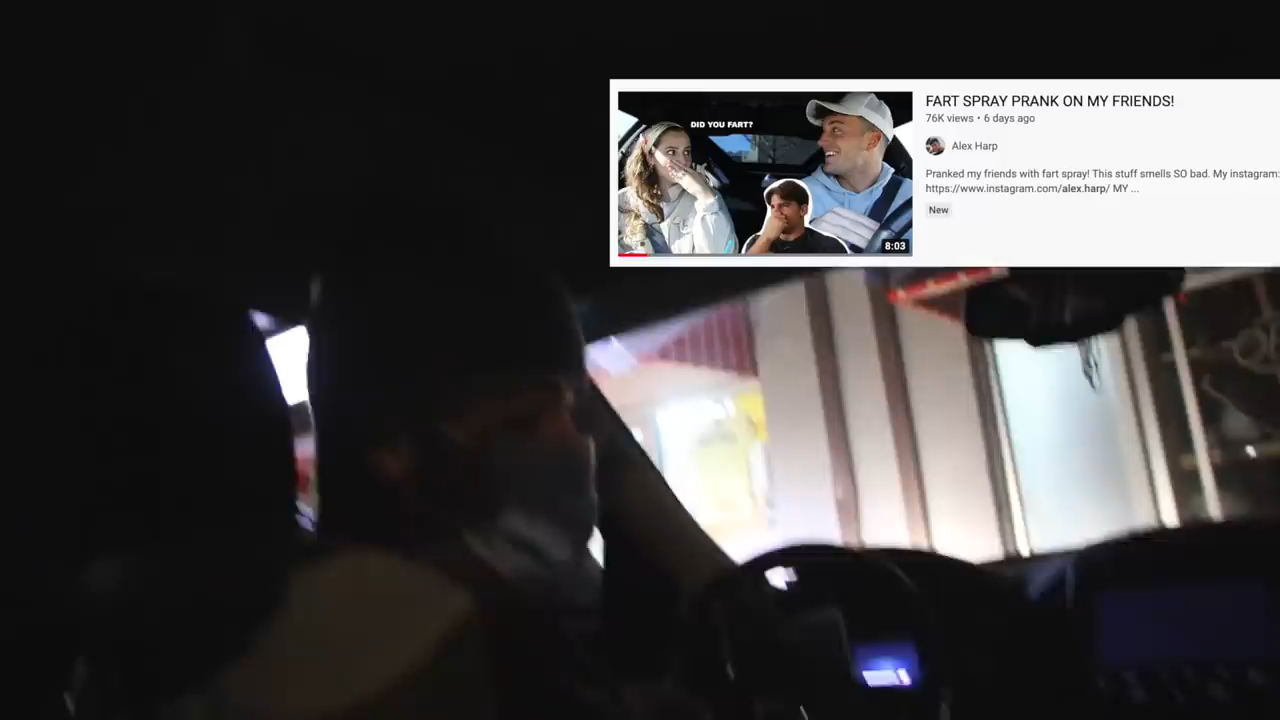 DID YOU FART?
8:03
FART SPRAY PRANK ON MY FRIENDS!
76K views • 6 days ago
Alex Harp
Pranked my friends with fart spray! This stuff smells SO bad. My instagram:
https://www.instagram.com/alex.harp/ MY ...
New